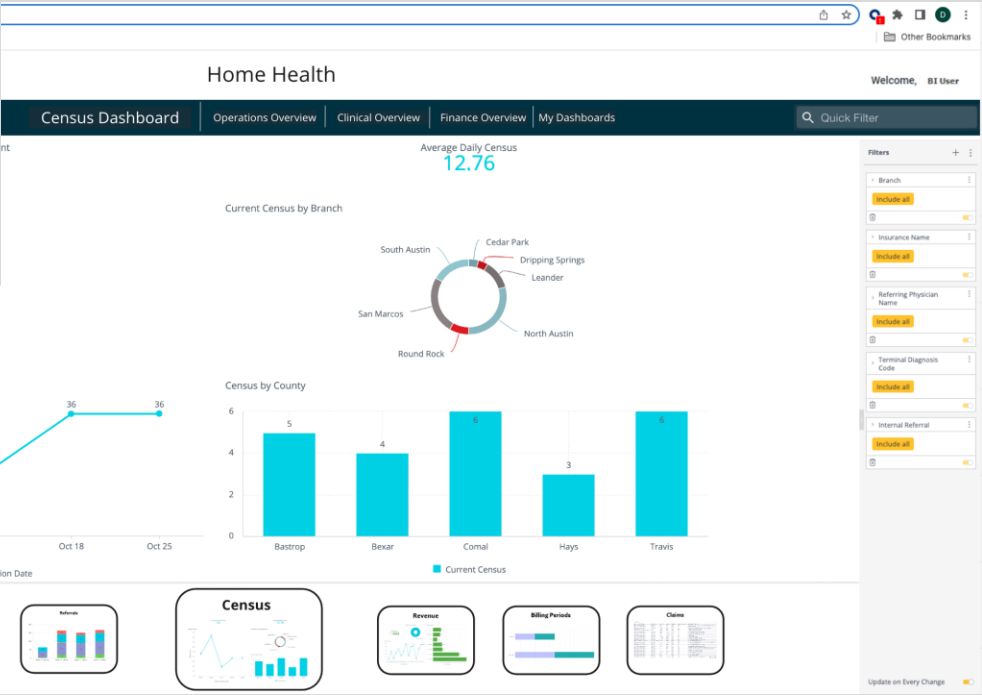 D
Other Bookmarks
Home Health
Welcome, BI User
Census Dashboard
Operations Overview
Clinical Overview
Finance Overview
My Dashboards
Quick Filter
nt
Average Daily Census
12.76
Current Census by Branch
South Austin
Cedar Park
Dripping Springs
Leander
San Marcos
North Austin
Round Rock
36
36
Oct 18
Oct 25
ion Date
Census by County
6
4
2
0
5
4
6
3
6
Bastrop
Bexar
Comal
Hays
Travis
Current Census
Filters
Branch
Include all
Insurance Name
Include all
Referring Physician
Name
Include all
Terminal Diagnosis
Code
Include all
Internal Referral
Include all
Referrals
Census
Revenue
Billing Periods
Claims
Update on Every Change